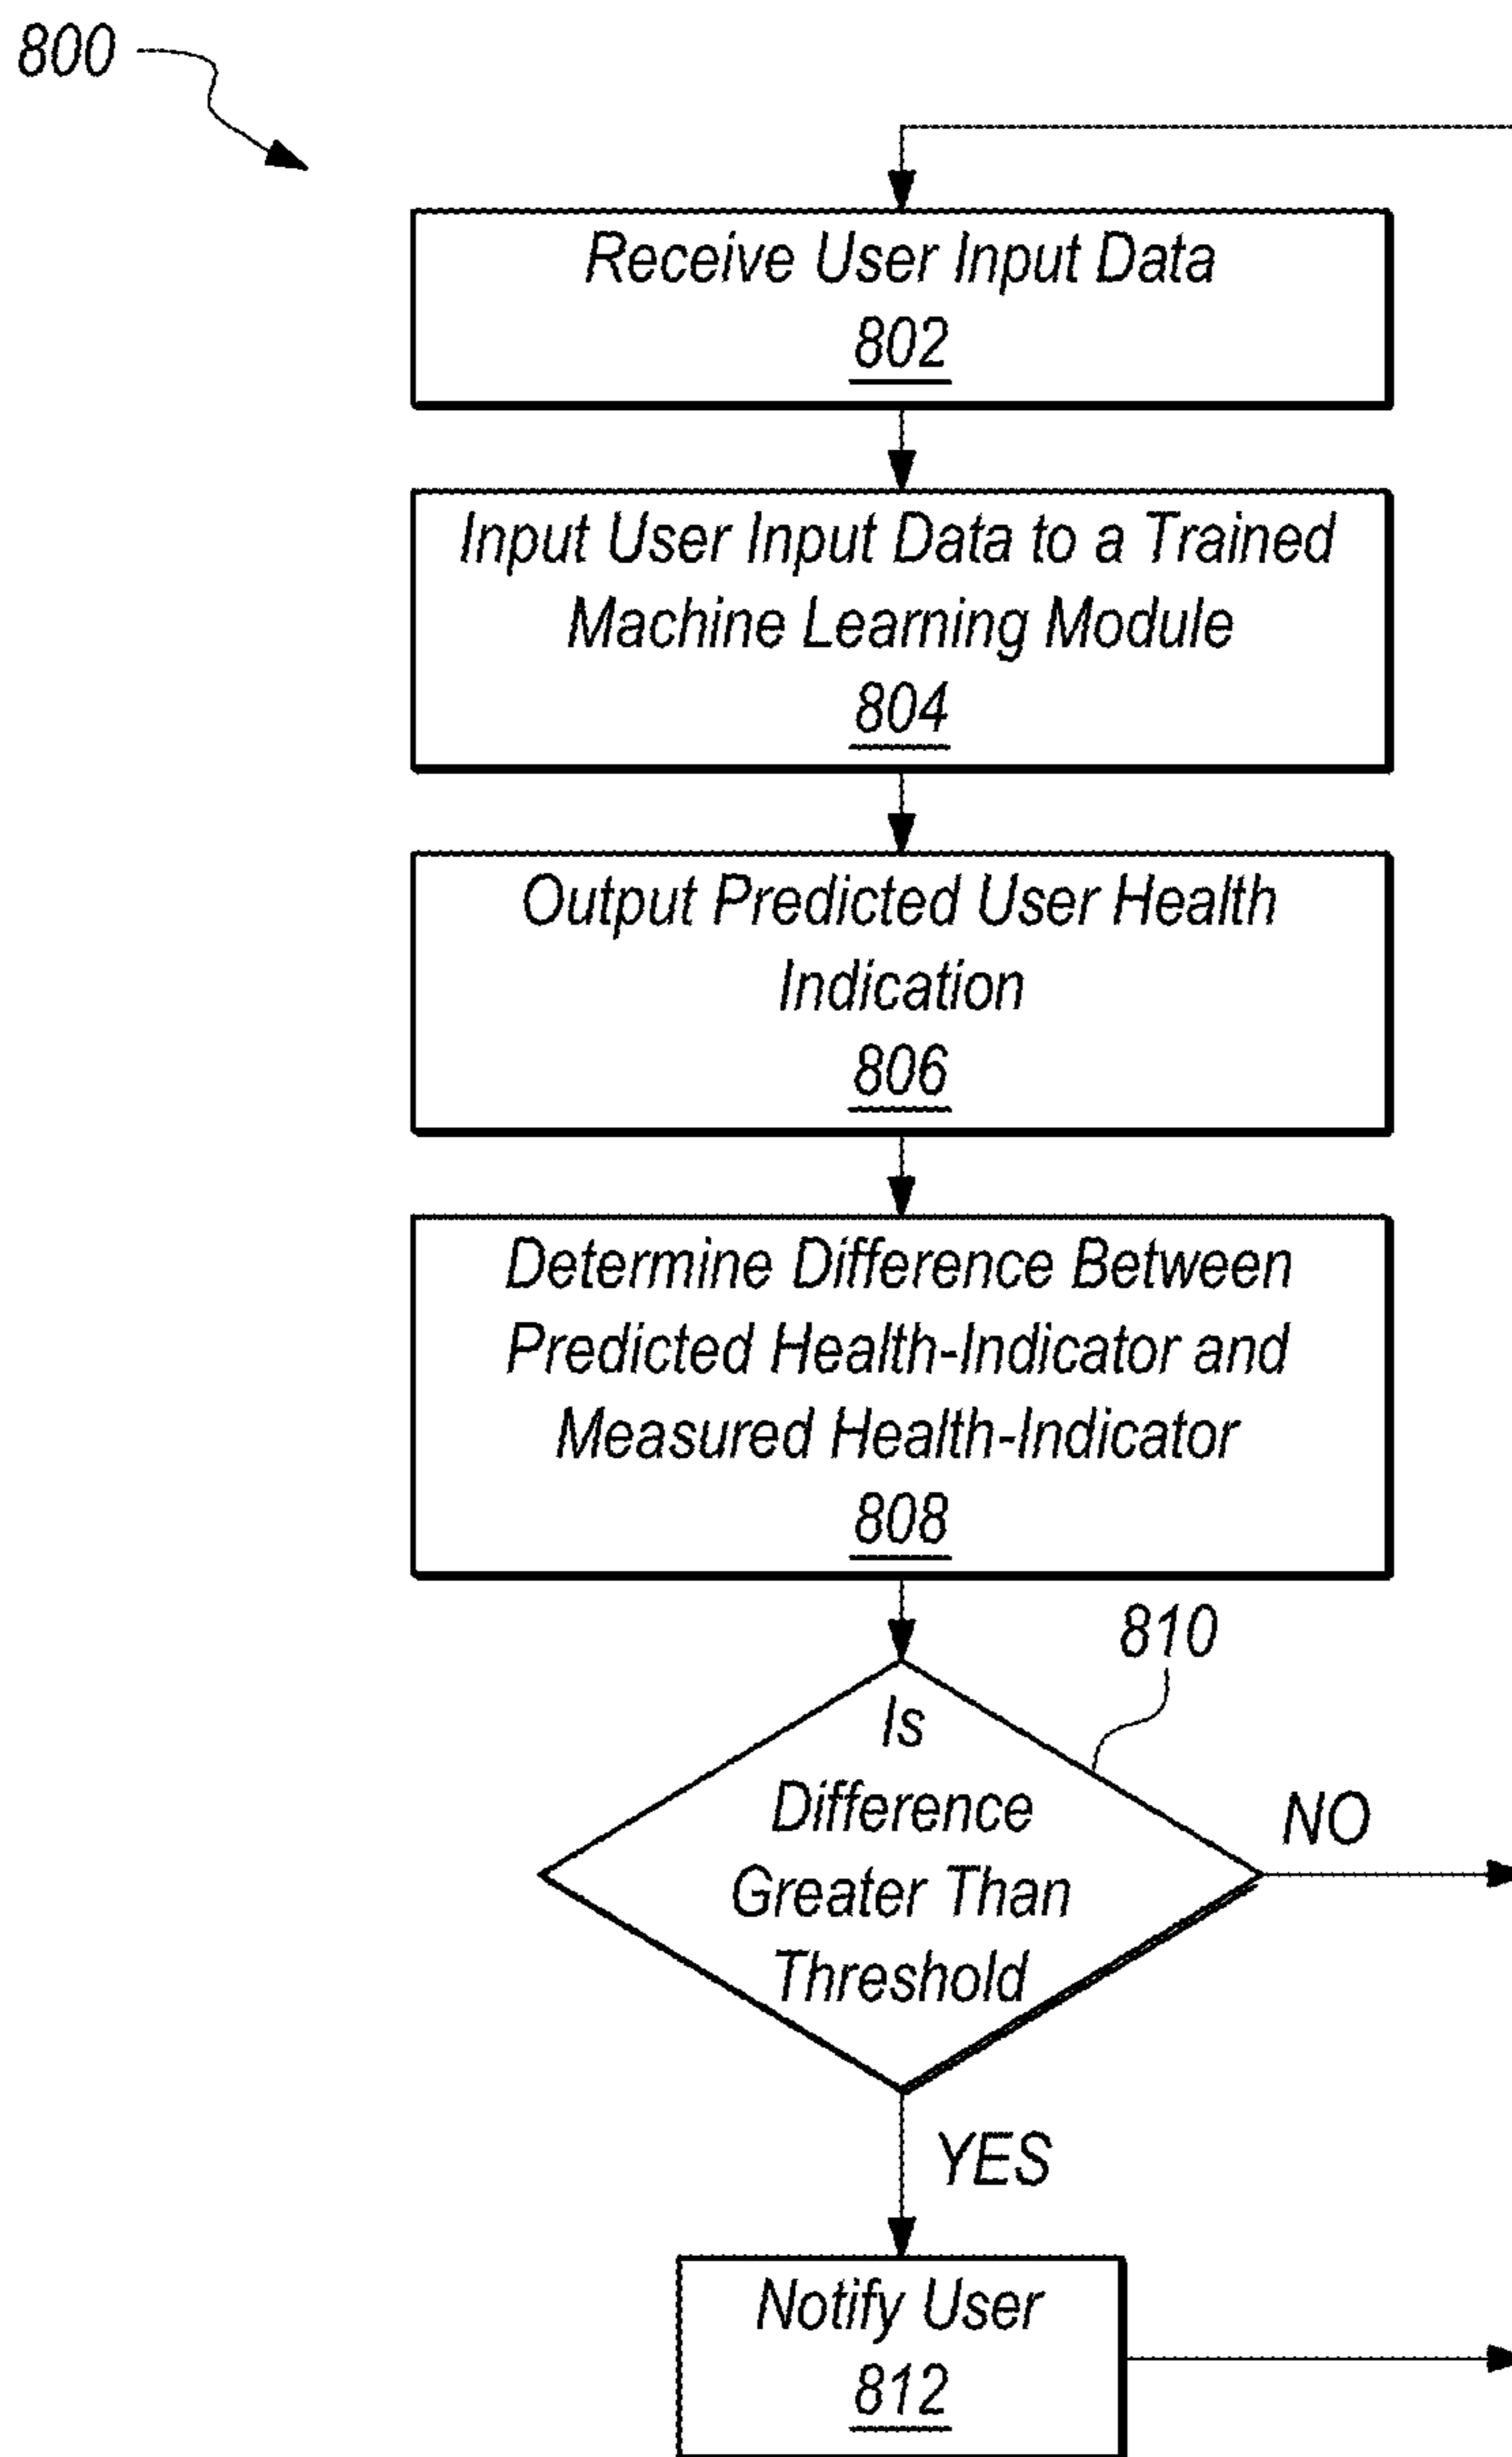 800
Receive User Input Data
802
Input User Input Data to a Trained
Machine Learning Module
804
Output Predicted User Health
Indication
806
Determine Difference Between
Predicted Health-Indicator and
Measured Health-Indicator
808
810
Is
Difference
Greater Than
Threshold
NO
YES
Notify User
812